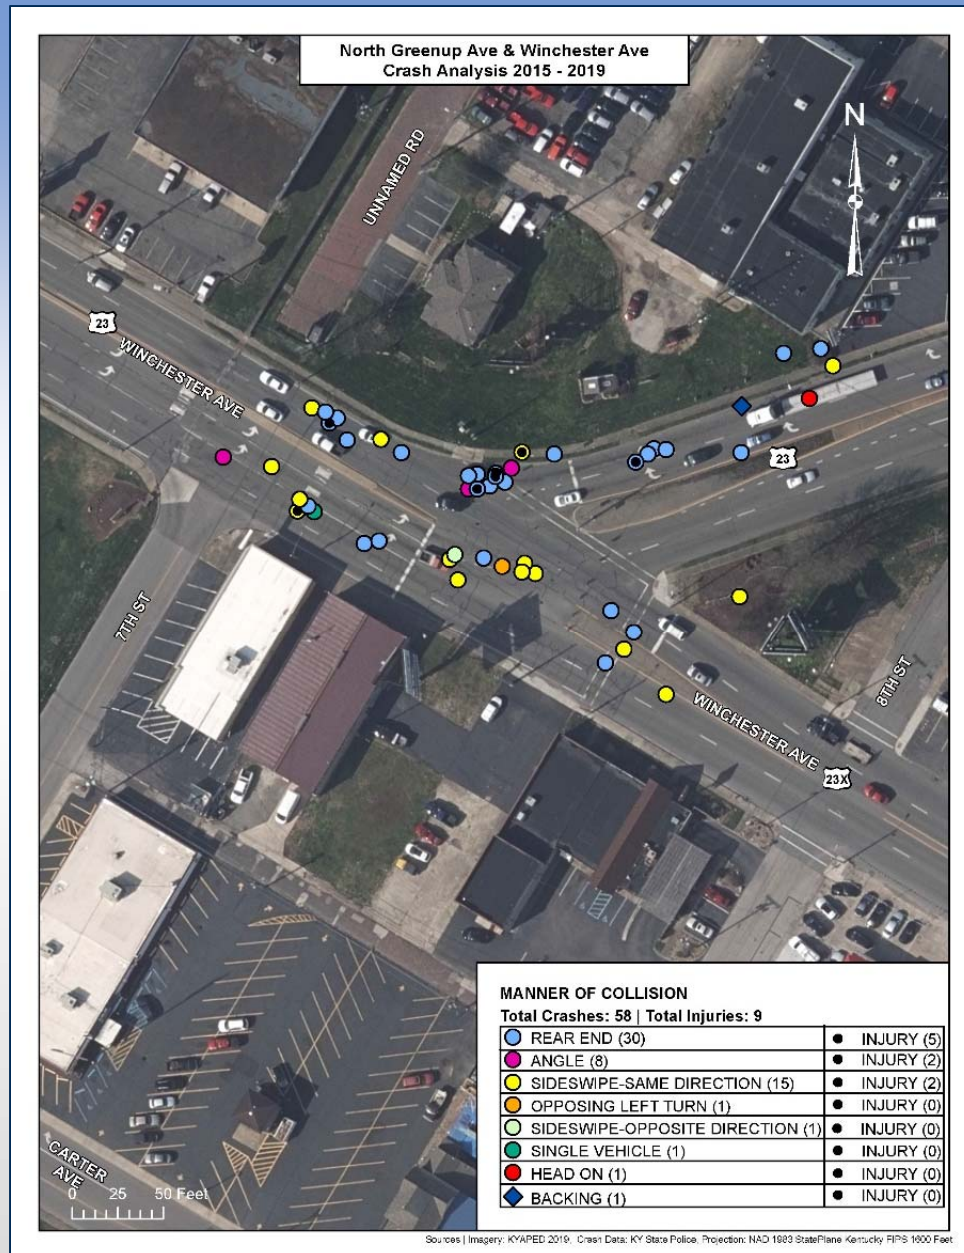 North Greenup Ave & Winchester Ave
Crash Analysis 2015 - 2019
N
UNNAMED RD
23
WINCHESTER AVE
23
7TH ST
8TH ST
WINCHESTER AVE
23X
CARTER
AVE
0 25 50 Feet
MANNER OF COLLISION
Total Crashes: 58 | Total Injuries: 9
REAR END (30) INJURY (5)
ANGLE (8) INJURY (2)
SIDESWIPE-SAME DIRECTION (15) INJURY (2)
OPPOSING LEFT TURN (1) INJURY (0)
SIDESWIPE-OPPOSITE DIRECTION (1) INJURY (0)
SINGLE VEHICLE (1) INJURY (0)
HEAD ON (1) INJURY (0)
BACKING (1) INJURY (0)
Sources | Imagery: KYAPED 2019, Crash Data: KY State Police, Projection: NAD 1983 StatePlane Kentucky FIPS 1600 Feet